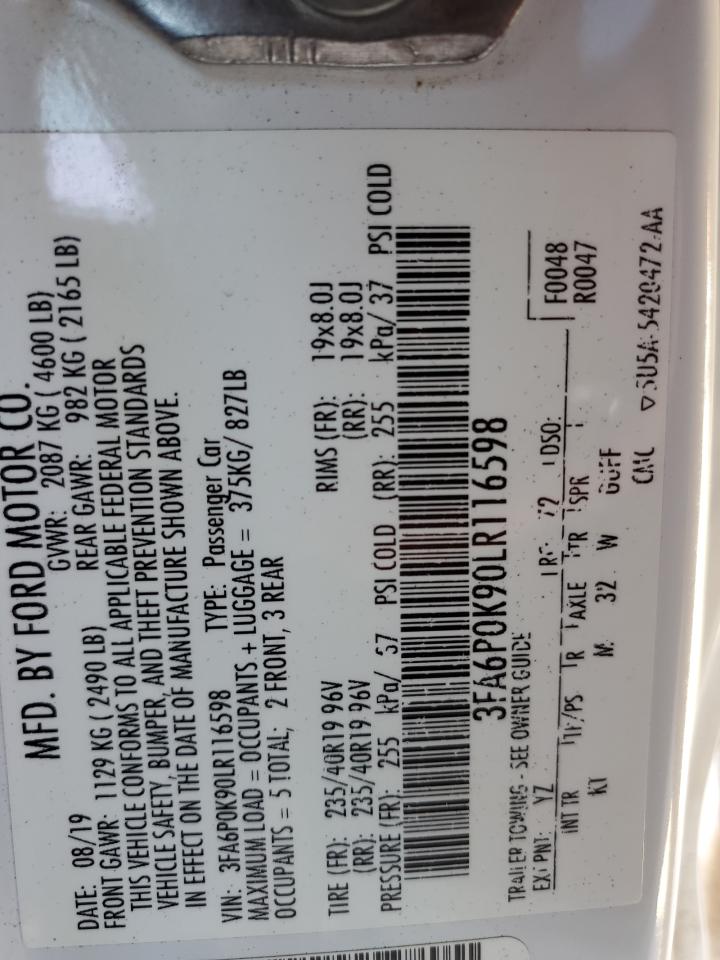 MFD. BY FORD MOTOR CO.
DATE: 08/19 GVWR: 2087 KG ( 4600 LB)
FRONT GAWR: 1129 KG ( 2490 LB) REAR GAWR: 982 KG ( 2165 LB)
THIS VEHICLE CONFORMS TO ALL APPLICABLE FEDERAL MOTOR
VEHICLE SAFETY, BUMPER, AND THEFT PREVENTION STANDARDS
IN EFFECT ON THE DATE OF MANUFACTURE SHOWN ABOVE.
VIN: 3FA6P0K90LR116598 TYPE: Passenger Car
MAXIMUM LOAD = OCCUPANTS + LUGGAGE = 375KG/ 827LB
OCCUPANTS = 5 TOTAL; 2 FRONT, 3 REAR
TIRE (FR): 235/40R19 96V RIMS (FR): 19x8.0J
(RR): 235/40R19 96V (RR): 19x8.0J
PRESSURE (FR): 255 kPa/ 37 PSI COLD (RR): 255 kPa/ 37 PSI COLD
3FA6P0K90LR116598
TRAILER TOWING - SEE OWNER GUIDE
EXT PNT: YZ 72 DSO: F0048
R0047
INT TR TP/PS TR AXLE TR SPR
KT M 32 W
CMC 5U5A-5420472-AA